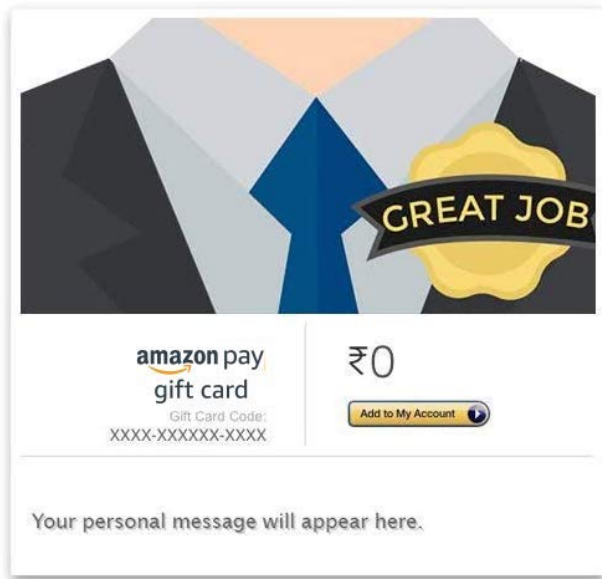 GREAT JOB
amazon pay
gift card
Gift Card Code:
XXXX-XXXXXX-XXXX
₹0
Add to My Account
Your personal message will appear here.